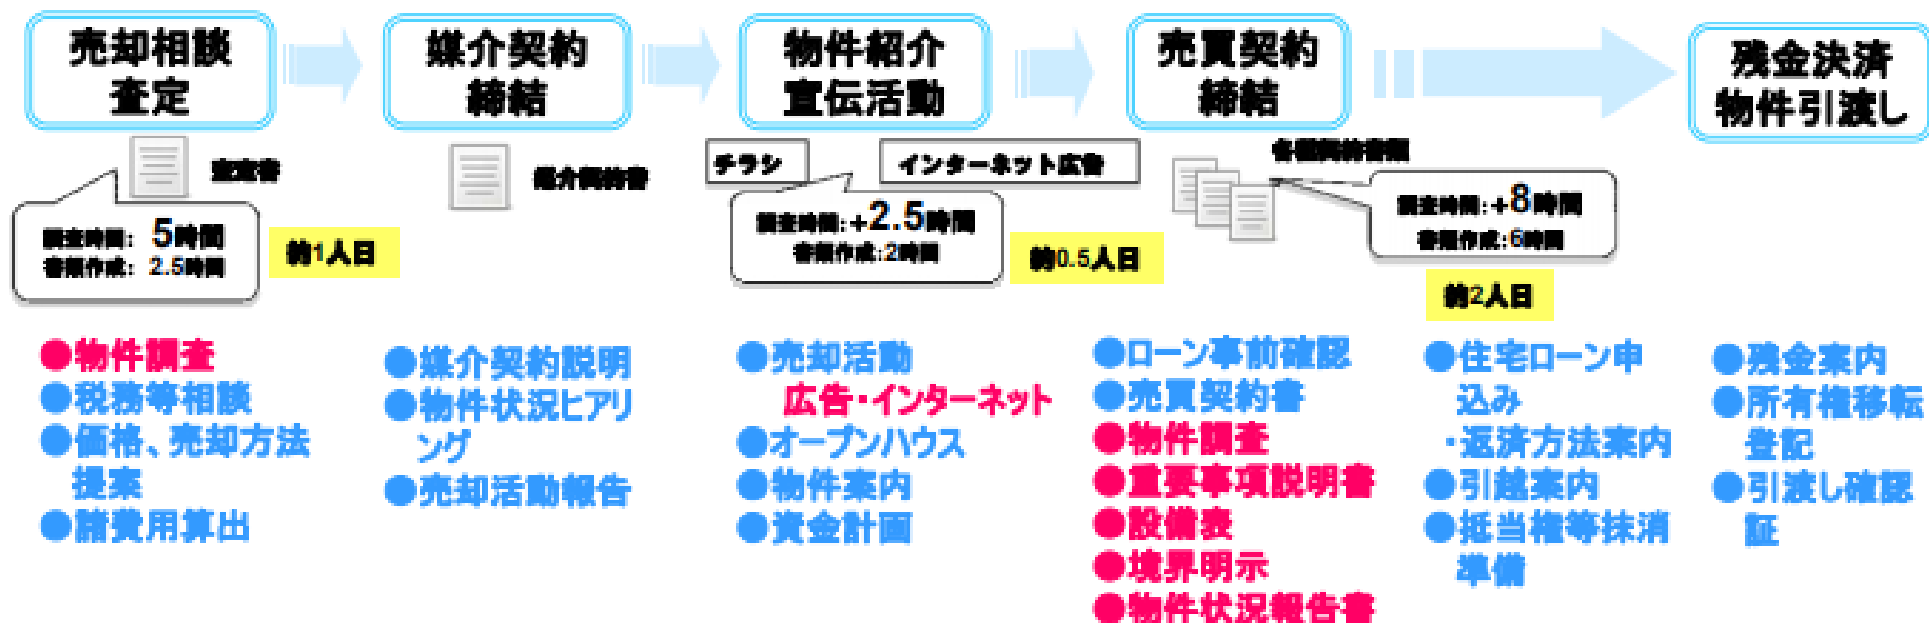 売却相談
査定
媒介契約
締結
物件紹介
宣伝活動
売買契約
締結
残金決済
物件引渡し
査定書
媒介契約書
チラシ
インターネット広告
各種契約書類
調査時間: 5時間
書類作成: 2.5時間
約1人日
調査時間:+2.5時間
書類作成:2時間
約0.5人日
調査時間:+8時間
書類作成:6時間
約2人日
●物件調査
●税務等相談
●価格、売却方法
提案
●諸費用算出
●媒介契約説明
●物件状況ヒアリ
ング
●売却活動報告
●売却活動
広告・インターネット
●オープンハウス
●物件案内
●資金計画
●ローン事前確認
●売買契約書
●物件調査
●重要事項説明書
●設備表
●境界明示
●物件状況報告書
●住宅ローン申
込み
・返済方法案内
●引越案内
●抵当権等抹消
準備
●残金案内
●所有権移転
登記
●引渡し確認
証